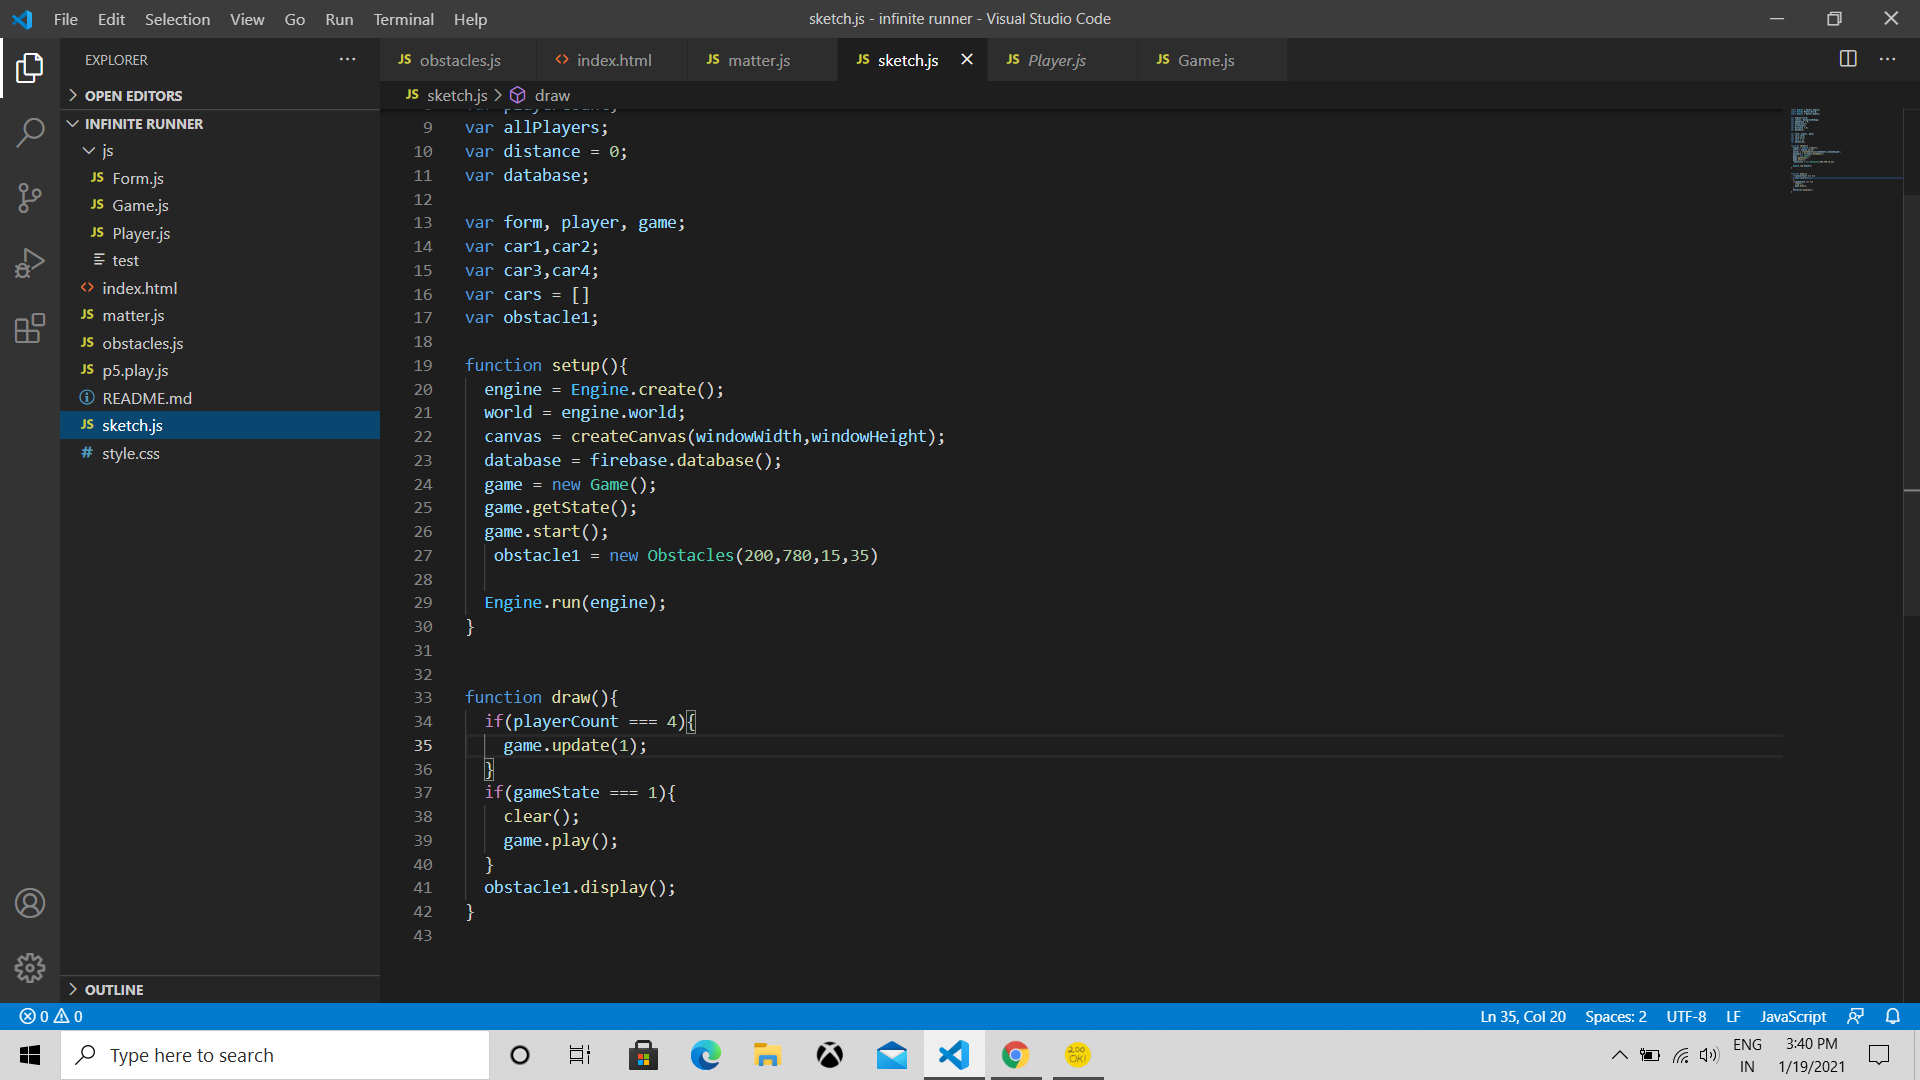 File Edit Selection View Go Run Terminal Help
sketch.js - infinite runner - Visual Studio Code
EXPLORER
JS obstacles.js
<> index.html
JS matter.js
JS sketch.js
JS Player.js
JS Game.js
OPEN EDITORS
INFINITE RUNNER
js
JS Form.js
JS Game.js
JS Player.js
test
<> index.html
JS matter.js
JS obstacles.js
JS p5.play.js
README.md
JS sketch.js
# style.css
OUTLINE
JS sketch.js > draw
9 var allPlayers;
10 var distance = 0;
11 var database;
12
13 var form, player, game;
14 var car1,car2;
15 var car3,car4;
16 var cars = []
17 var obstacle1;
18
19 function setup(){
20 engine = Engine.create();
21 world = engine.world;
22 canvas = createCanvas(windowWidth,windowHeight);
23 database = firebase.database();
24 game = new Game();
25 game.getState();
26 game.start();
27 obstacle1 = new Obstacles(200,780,15,35)
28
29 Engine.run(engine);
30 }
31
32
33 function draw(){
34 if(playerCount === 4){
35 game.update(1);
36 }
37 if(gameState === 1){
38 clear();
39 game.play();
40 }
41 obstacle1.display();
42 }
43
0 0
Ln 35, Col 20 Spaces: 2 UTF-8 LF JavaScript
Type here to search
200 OK!
ENG
IN
3:40 PM
1/19/2021